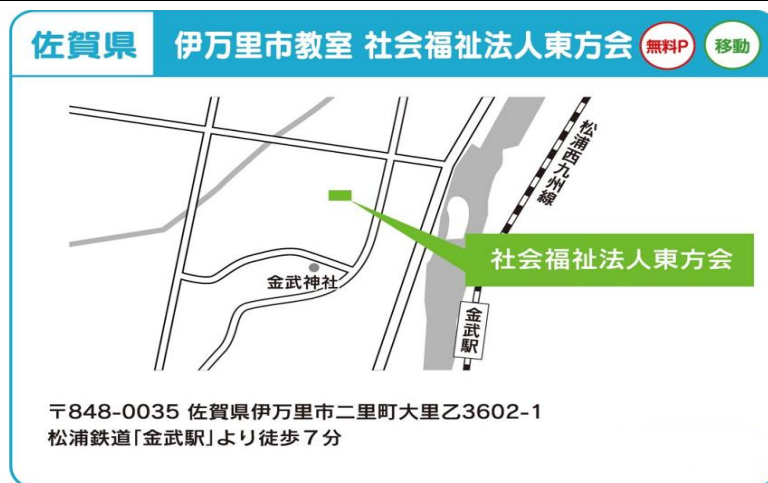 佐賀県 伊万里市教室 社会福祉法人東方会 無料P 移動
松浦西九州線
社会福祉法人東方会
金武神社
金武駅
〒848-0035 佐賀県伊万里市二里町大里乙3602-1
松浦鉄道「金武駅」より徒歩7分